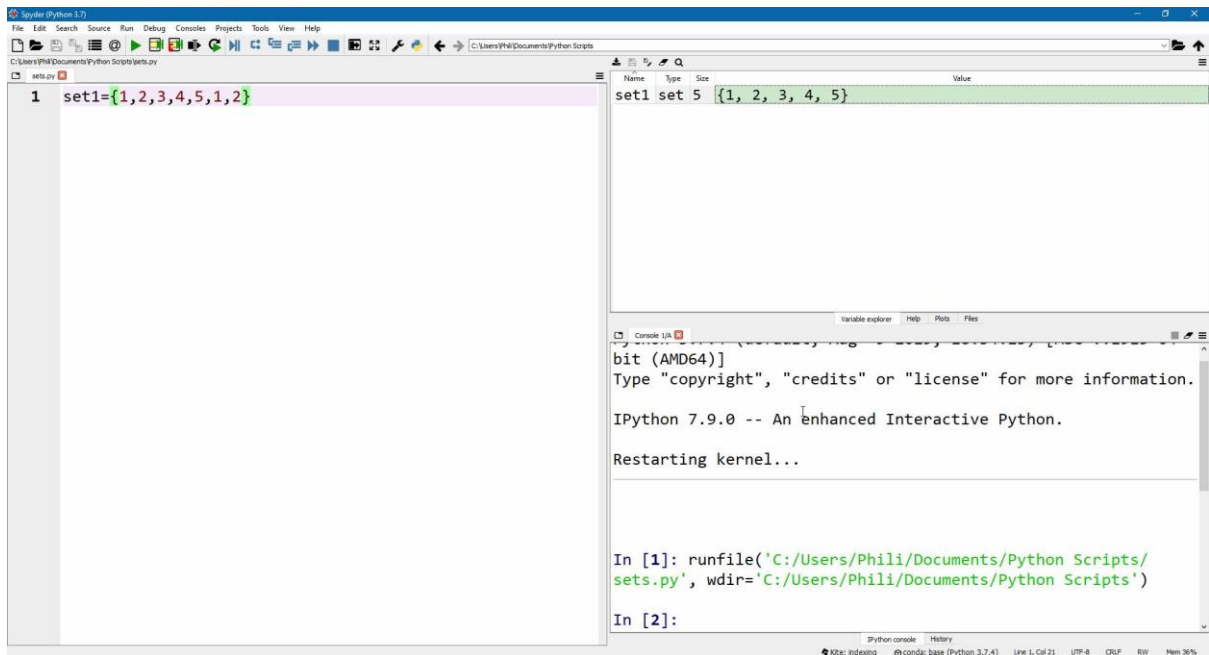 Spyder (Python 3.7)
File Edit Search Source Run Debug Consoles Projects Tools View Help
C:\Users\Phili\Documents\Python Scripts
C:\Users\Phili\Documents\Python Scripts\sets.py
sets.py
1 set1={1,2,3,4,5,1,2}
Name Type Size Value
set1 set 5 {1, 2, 3, 4, 5}
Variable explorer Help Plots Files
Console 1/A
bit (AMD64)]
Type "copyright", "credits" or "license" for more information.
IPython 7.9.0 -- An enhanced Interactive Python.
Restarting kernel...
In [1]: runfile('C:/Users/Phili/Documents/Python Scripts/
sets.py', wdir='C:/Users/Phili/Documents/Python Scripts')
In [2]:
IPython console History
Kite: indexing conda: base (Python 3.7.4) Line 1, Col 21 UTF-8 CRLF RW Mem 36%